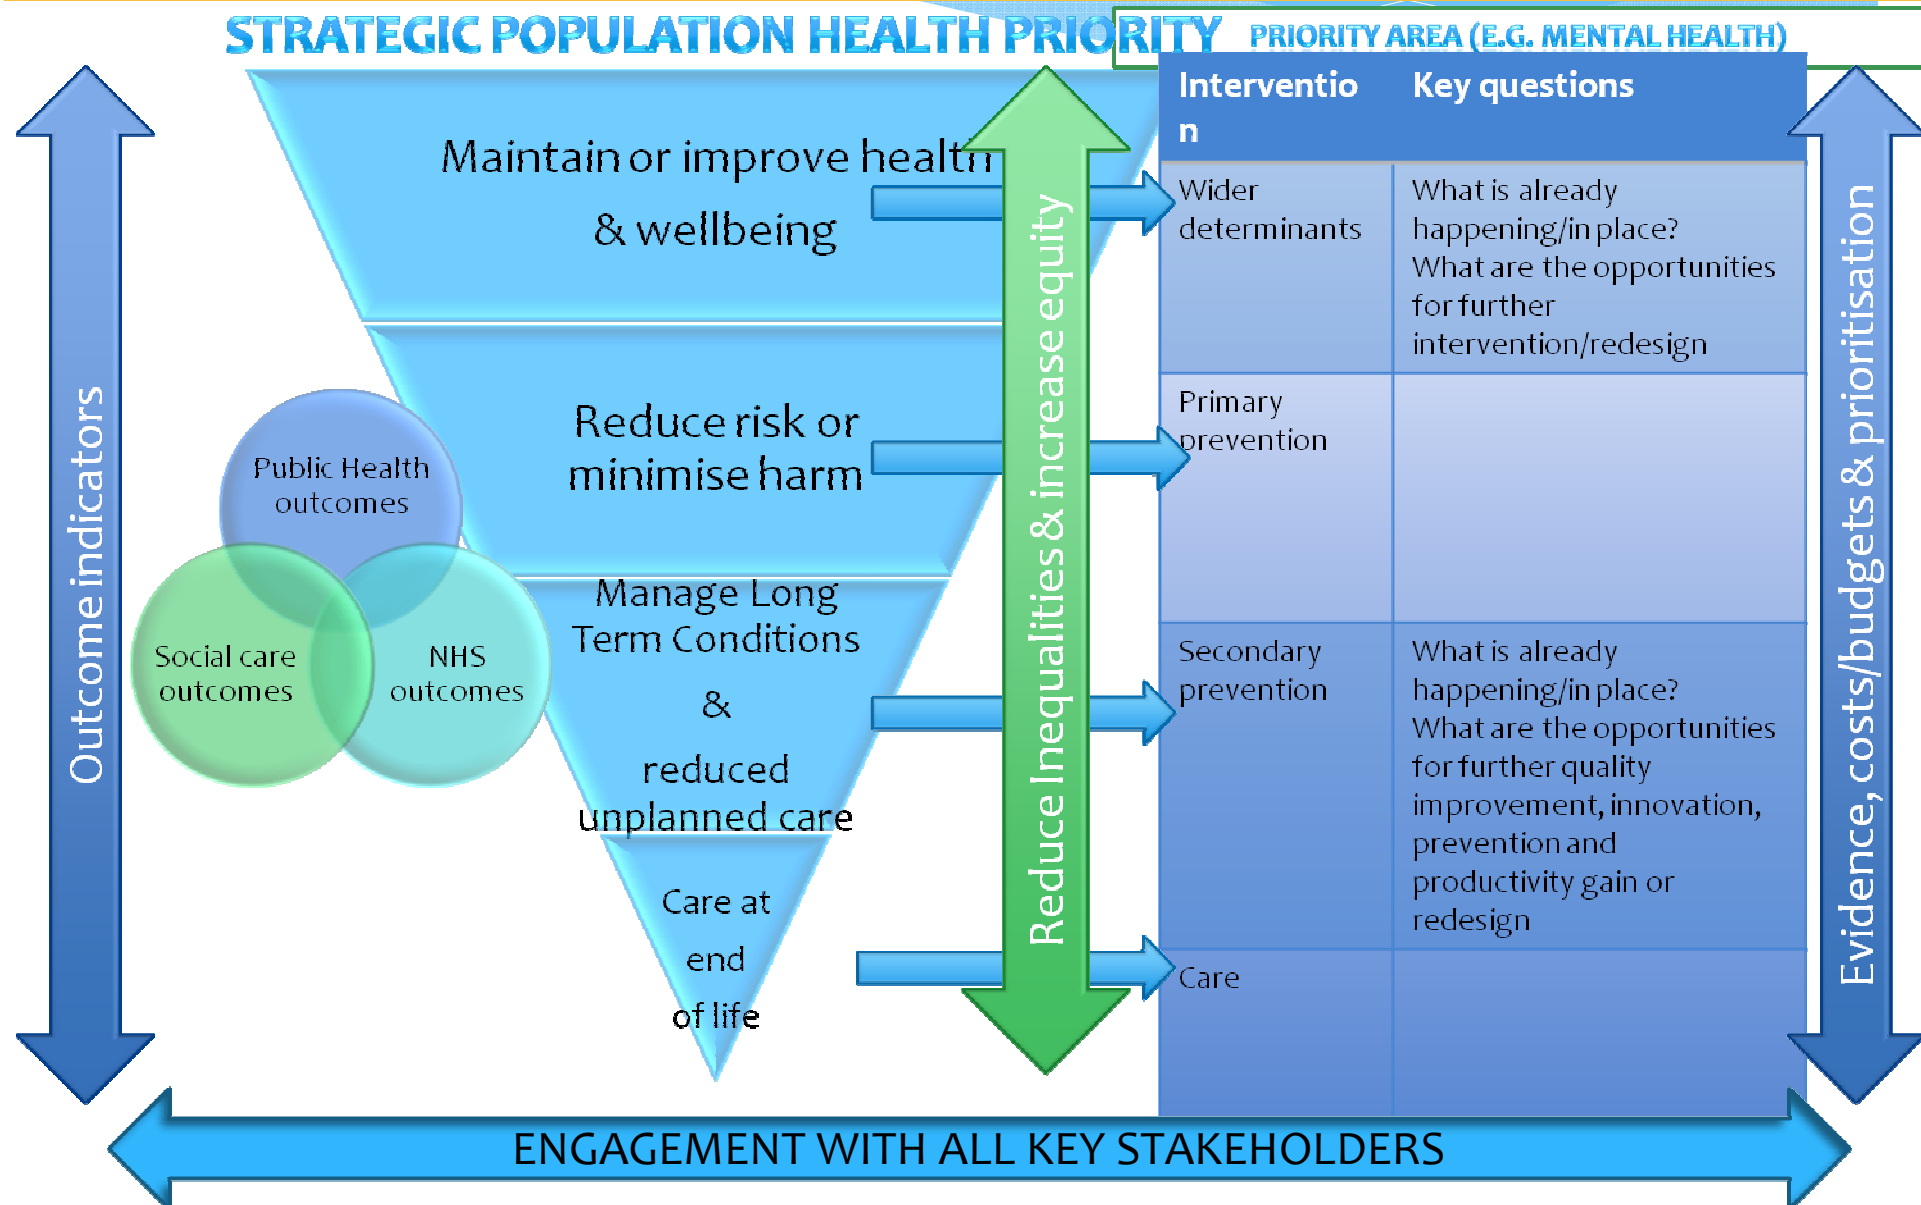 STRATEGIC POPULATION HEALTH PRIORITY
PRIORITY AREA (E.G. MENTAL HEALTH)
Outcome indicators
Maintain or improve health
& wellbeing
Reduce risk or
minimise harm
Manage Long
Term Conditions
&
reduced
unplanned care
Care at
end
of life
Public Health
outcomes
Social care
outcomes
NHS
outcomes
Reduce Inequalities & increase equity
Interventio
n
Key questions
Wider
determinants
What is already
happening/in place?
What are the opportunities
for further
intervention/redesign
Primary
prevention
Secondary
prevention
What is already
happening/in place?
What are the opportunities
for further quality
improvement, innovation,
prevention and
productivity gain or
redesign
Care
Evidence, costs/budgets & prioritisation
ENGAGEMENT WITH ALL KEY STAKEHOLDERS